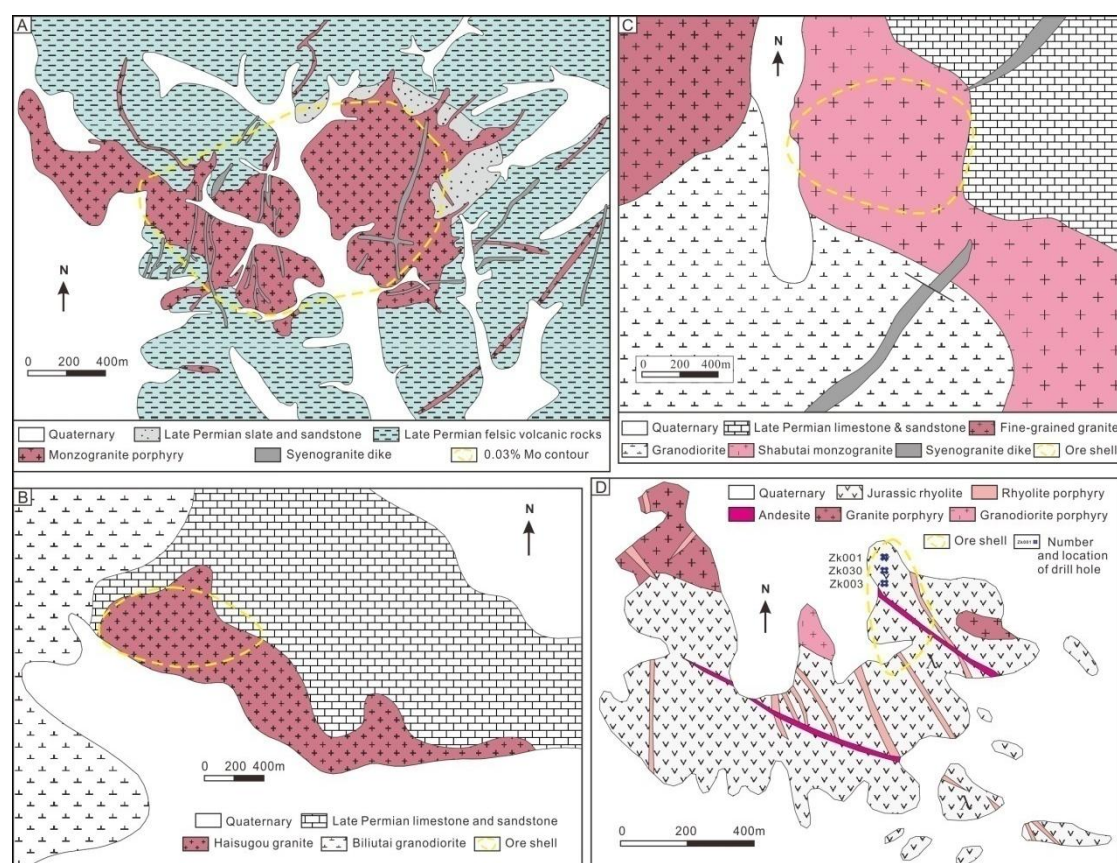 A
N
0 200 400m
Quaternary Late Permian slate and sandstone Late Permian felsic volcanic rocks
Monzogranite porphyry Syenogranite dike 0.03% Mo contour
B
N
0 200 400m
Quaternary Late Permian limestone and sandstone
Haisugou granite Biliutai granodiorite Ore shell
C
N
0 200 400m
Quaternary Late Permian limestone & sandstone Fine-grained granite
Granodiorite Shabutai monzogranite Syenogranite dike Ore shell
D
Quaternary Jurassic rhyolite Rhyolite porphyry
Andesite Granite porphyry Granodiorite porphyry
Ore shell Zk001 Number
and location
of drill hole
Zk001
Zk030
Zk003
N
λ
λ
0 200 400m